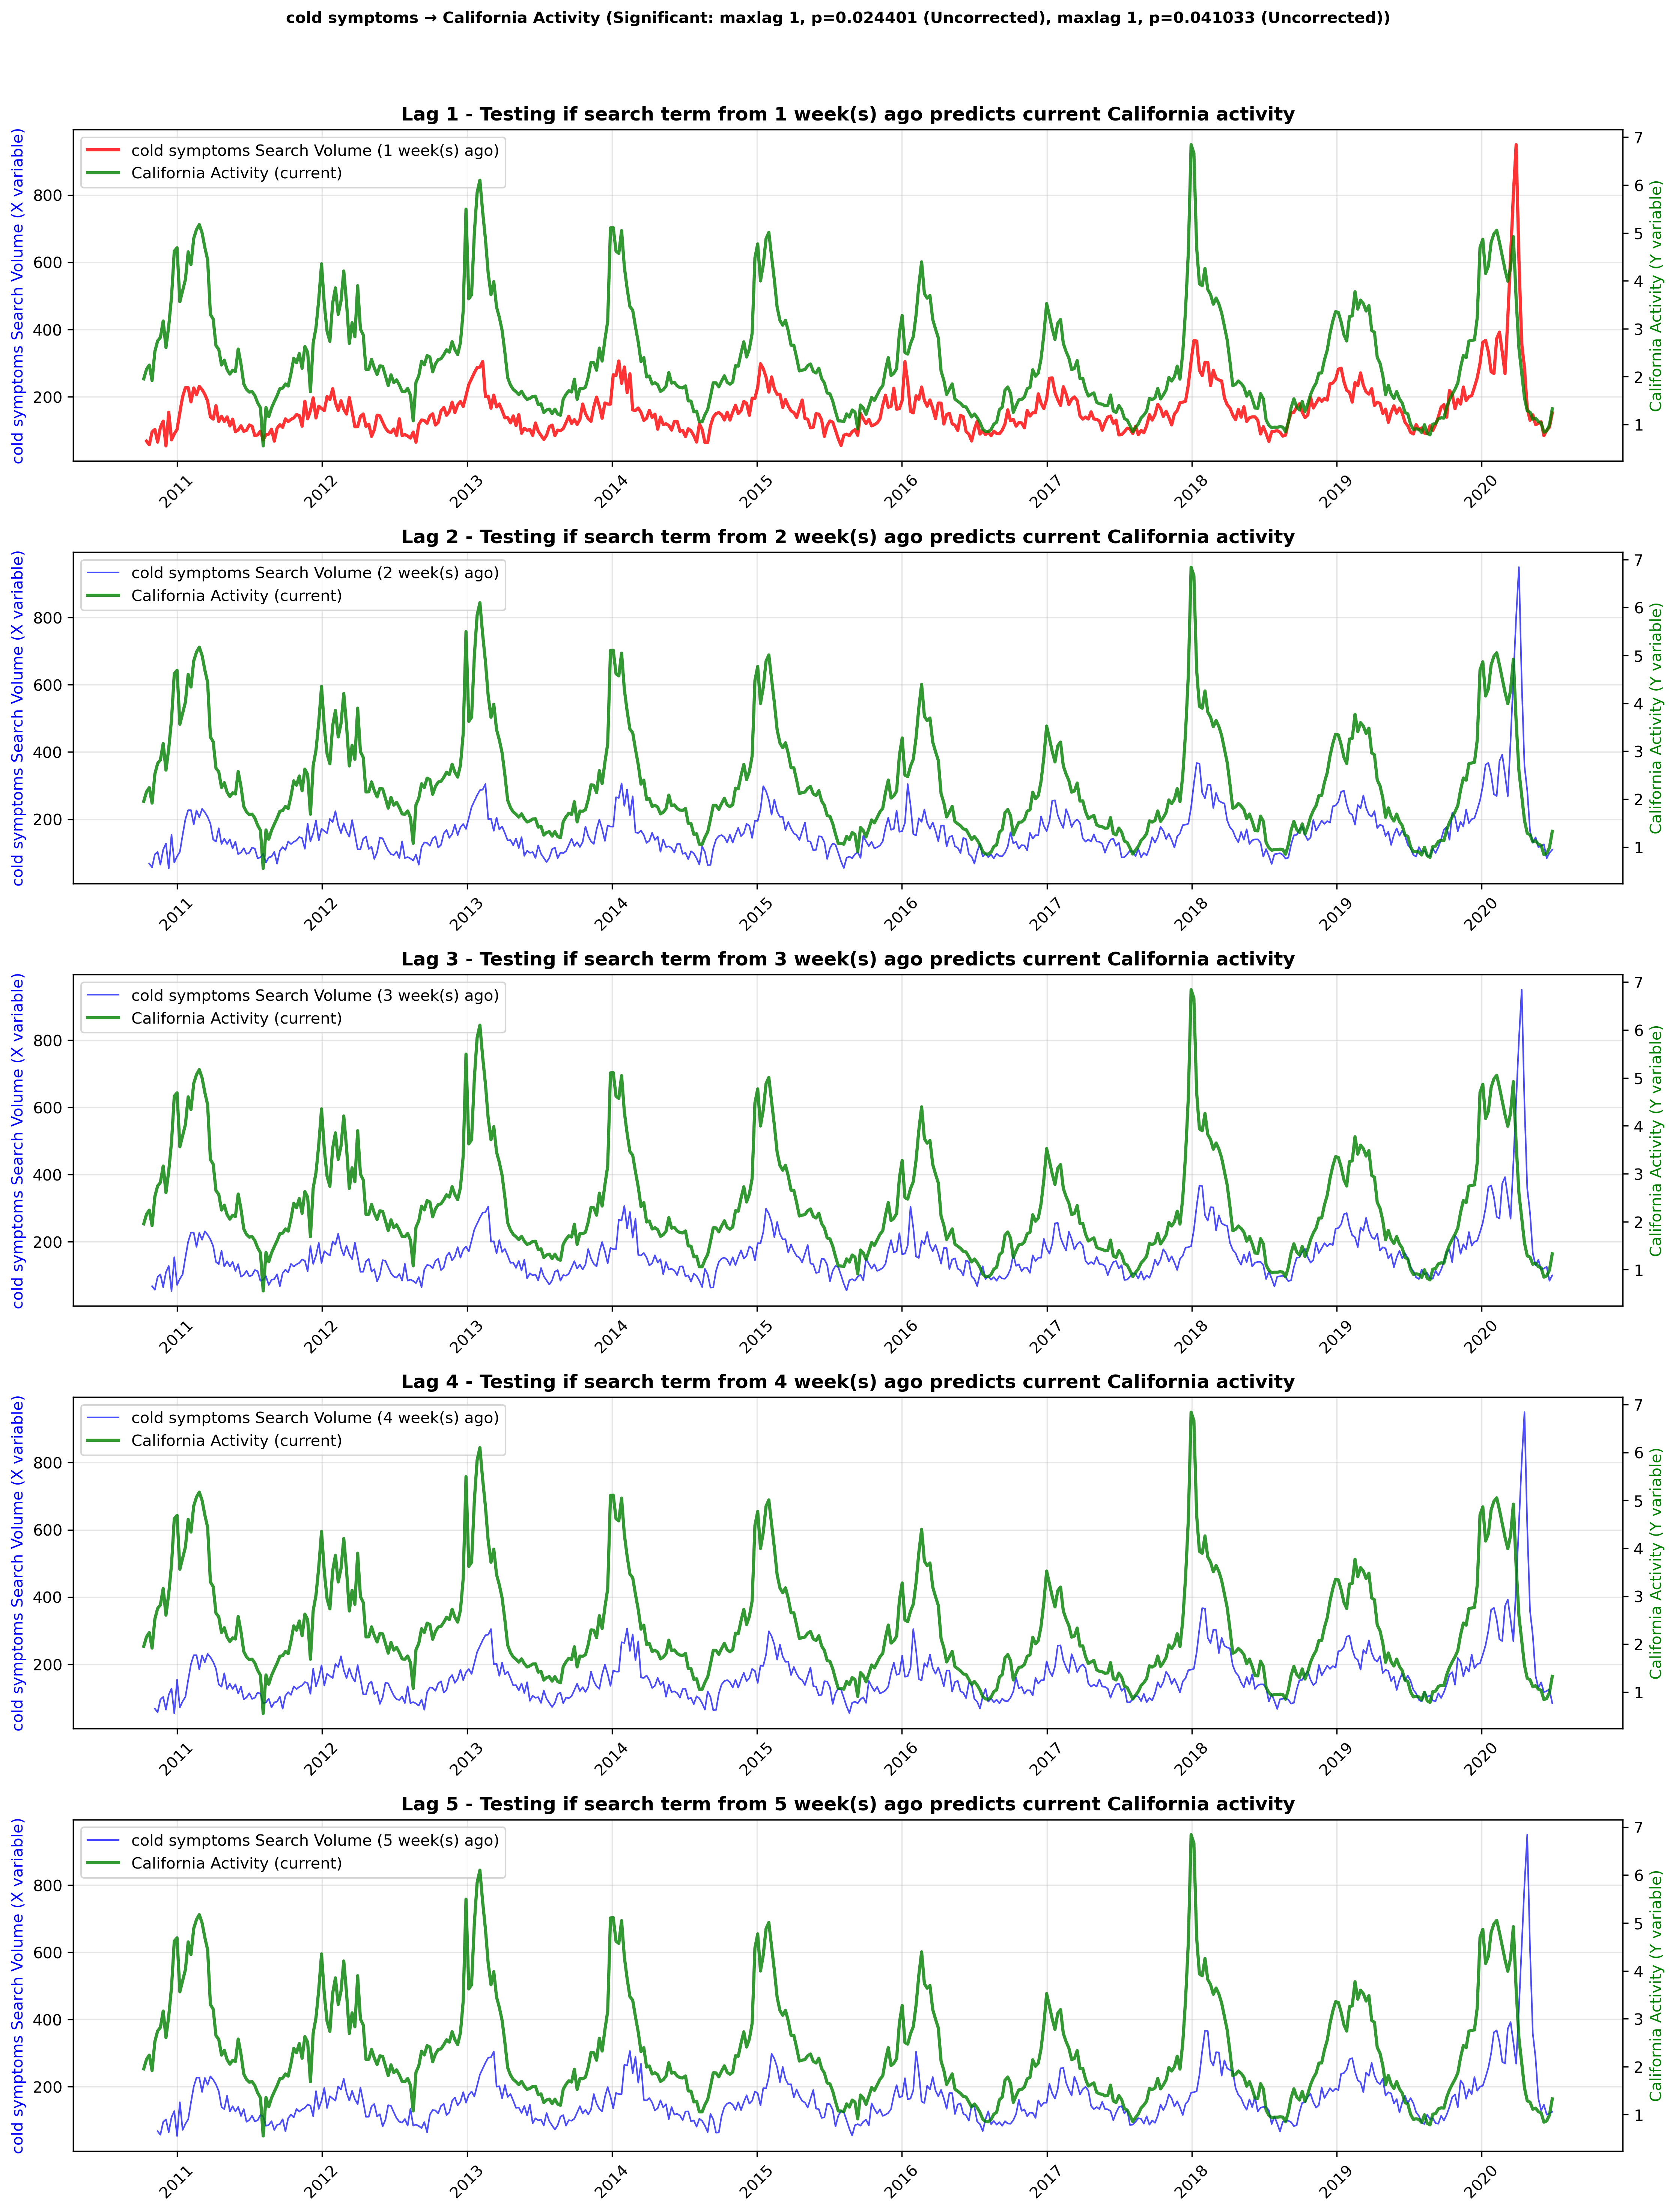 cold symptoms → California Activity (Significant: maxlag 1, p=0.024401 (Uncorrected), maxlag 1, p=0.041033 (Uncorrected))
Lag 1 - Testing if search term from 1 week(s) ago predicts current California activity
cold symptoms Search Volume (1 week(s) ago)
California Activity (current)
cold symptoms Search Volume (X variable)
800
600
400
200
7
6
5
4
3
2
1
California Activity (Y variable)
2011 2012 2013 2014 2015 2016 2017 2018 2019 2020
Lag 2 - Testing if search term from 2 week(s) ago predicts current California activity
cold symptoms Search Volume (2 week(s) ago)
California Activity (current)
cold symptoms Search Volume (X variable)
800
600
400
200
7
6
5
4
3
2
1
California Activity (Y variable)
2011 2012 2013 2014 2015 2016 2017 2018 2019 2020
Lag 3 - Testing if search term from 3 week(s) ago predicts current California activity
cold symptoms Search Volume (3 week(s) ago)
California Activity (current)
cold symptoms Search Volume (X variable)
800
600
400
200
7
6
5
4
3
2
1
California Activity (Y variable)
2011 2012 2013 2014 2015 2016 2017 2018 2019 2020
Lag 4 - Testing if search term from 4 week(s) ago predicts current California activity
cold symptoms Search Volume (4 week(s) ago)
California Activity (current)
cold symptoms Search Volume (X variable)
800
600
400
200
7
6
5
4
3
2
1
California Activity (Y variable)
2011 2012 2013 2014 2015 2016 2017 2018 2019 2020
Lag 5 - Testing if search term from 5 week(s) ago predicts current California activity
cold symptoms Search Volume (5 week(s) ago)
California Activity (current)
cold symptoms Search Volume (X variable)
800
600
400
200
7
6
5
4
3
2
1
California Activity (Y variable)
2011 2012 2013 2014 2015 2016 2017 2018 2019 2020